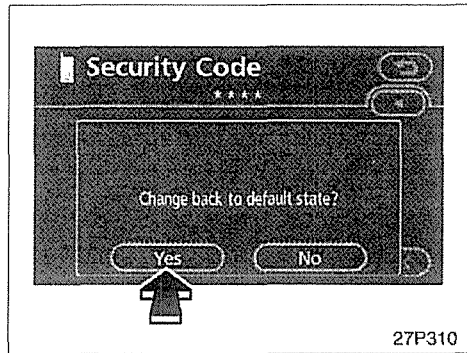 Security Code
****
Change back to default state?
Yes No
27P310